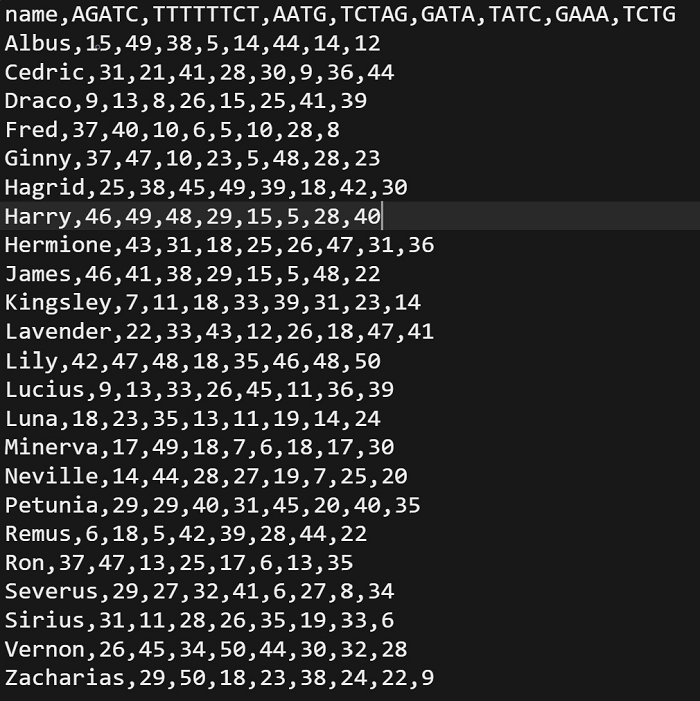 name,AGATC,TTTTTTCT,AATG,TCTAG,GATA,TATC,GAAA,TCTG
Albus,15,49,38,5,14,44,14,12
Cedric,31,21,41,28,30,9,36,44
Draco,9,13,8,26,15,25,41,39
Fred,37,40,10,6,5,10,28,8
Ginny,37,47,10,23,5,48,28,23
Hagrid,25,38,45,49,39,18,42,30
Harry,46,49,48,29,15,5,28,40
Hermione,43,31,18,25,26,47,31,36
James,46,41,38,29,15,5,48,22
Kingsley,7,11,18,33,39,31,23,14
Lavender,22,33,43,12,26,18,47,41
Lily,42,47,48,18,35,46,48,50
Lucius,9,13,33,26,45,11,36,39
Luna,18,23,35,13,11,19,14,24
Minerva,17,49,18,7,6,18,17,30
Neville,14,44,28,27,19,7,25,20
Petunia,29,29,40,31,45,20,40,35
Remus,6,18,5,42,39,28,44,22
Ron,37,47,13,25,17,6,13,35
Severus,29,27,32,41,6,27,8,34
Sirius,31,11,28,26,35,19,33,6
Vernon,26,45,34,50,44,30,32,28
Zacharias,29,50,18,23,38,24,22,9